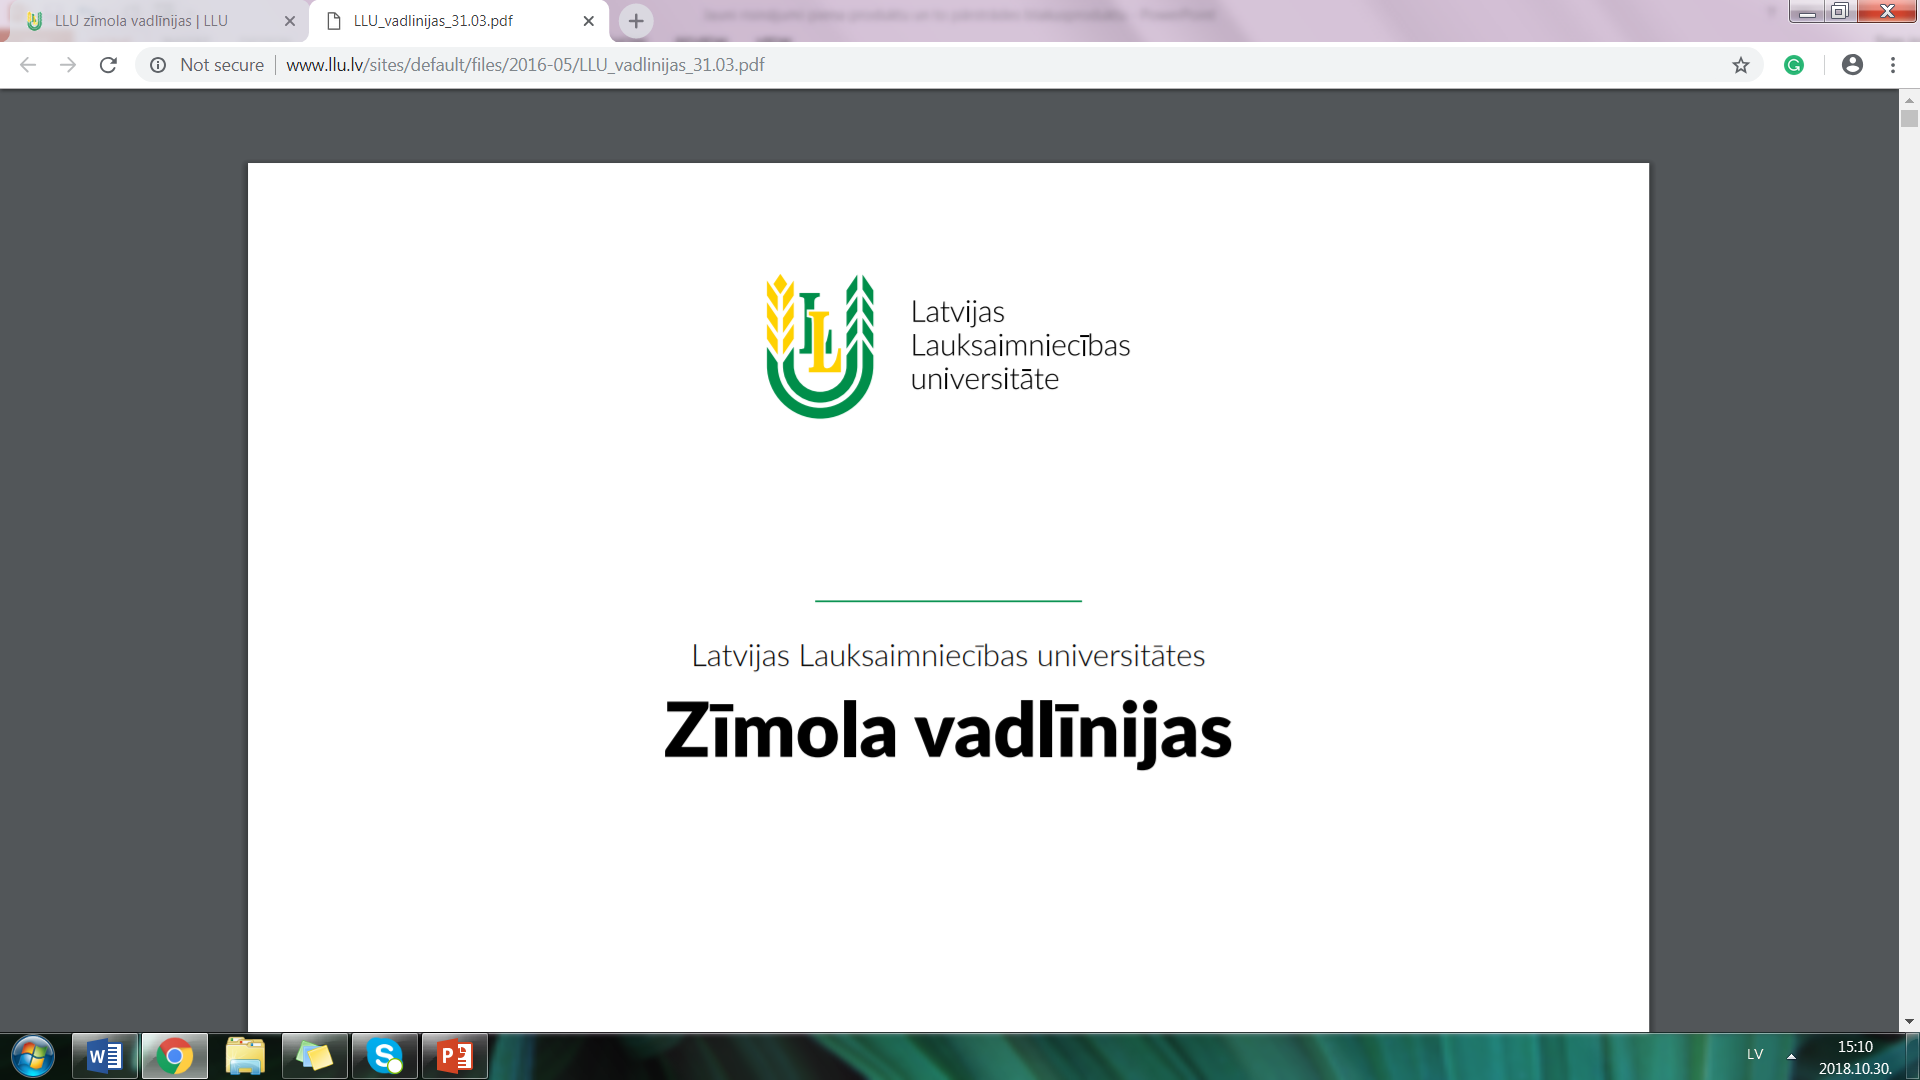 LLU zīmola vadlīnijas | LLU
LLU_vadlinijas_31.03.pdf
Not secure
www.llu.lv/sites/default/files/2016-05/LLU_vadlinijas_31.03.pdf
Latvijas
Lauksaimniecības
universitāte
Latvijas Lauksaimniecības universitātes
Zīmola vadlīnijas
LV
15:10
2018.10.30.